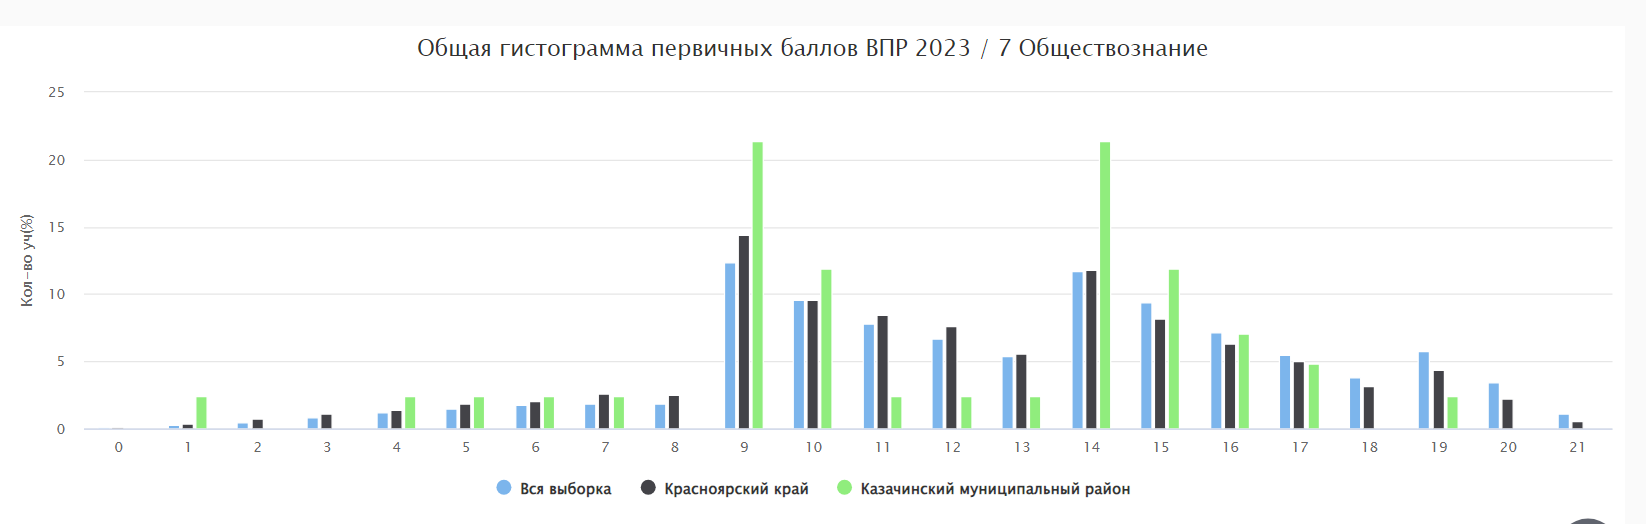 Общая гистограмма первичных баллов ВПР 2023 / 7 Обществознание
25
20
15
10
5
0
Кол-во уч(%)
0 1 2 3 4 5 6 7 8 9 10 11 12 13 14 15 16 17 18 19 20 21
Вся выборка Красноярский край Казачинский муниципальный район